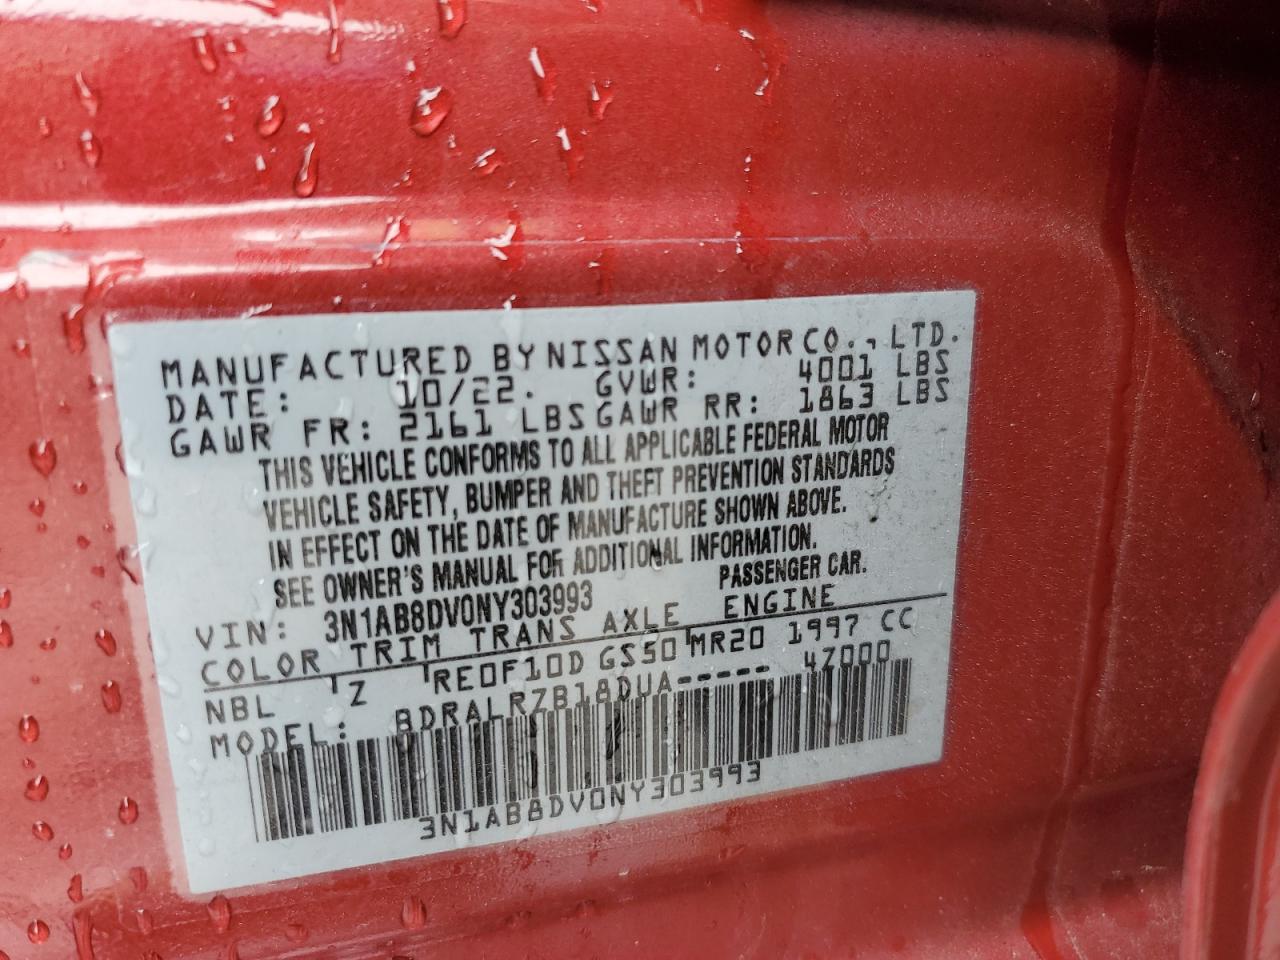 MANUFACTURED BY NISSAN MOTOR CO., LTD.
DATE: 10/22. GVWR: 4001 LBS
GAWR FR: 2161 LBS GAWR RR: 1863 LBS
THIS VEHICLE CONFORMS TO ALL APPLICABLE FEDERAL MOTOR
VEHICLE SAFETY, BUMPER AND THEFT PREVENTION STANDARDS
IN EFFECT ON THE DATE OF MANUFACTURE SHOWN ABOVE.
SEE OWNER'S MANUAL FOR ADDITIONAL INFORMATION.
VIN: 3N1AB8DV0NY303993 PASSENGER CAR.
COLOR TRIM TRANS AXLE ENGINE
NBL Z RE0F10D GS50 MR20 1997 CC
MODEL: BDRALRZB18DUA----- 4Z000
3N1AB8DV0NY303993